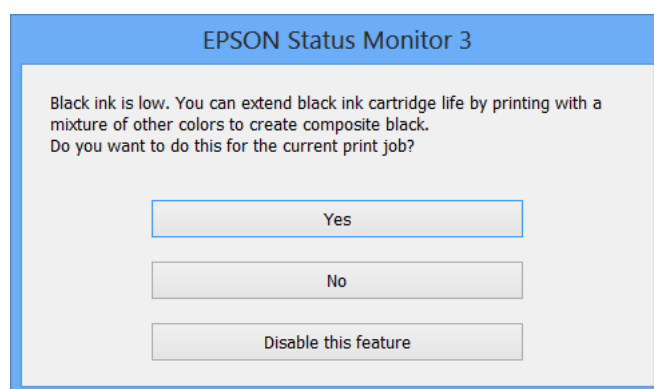 EPSON Status Monitor 3
Black ink is low. You can extend black ink cartridge life by printing with a
mixture of other colors to create composite black.
Do you want to do this for the current print job?
Yes
No
Disable this feature